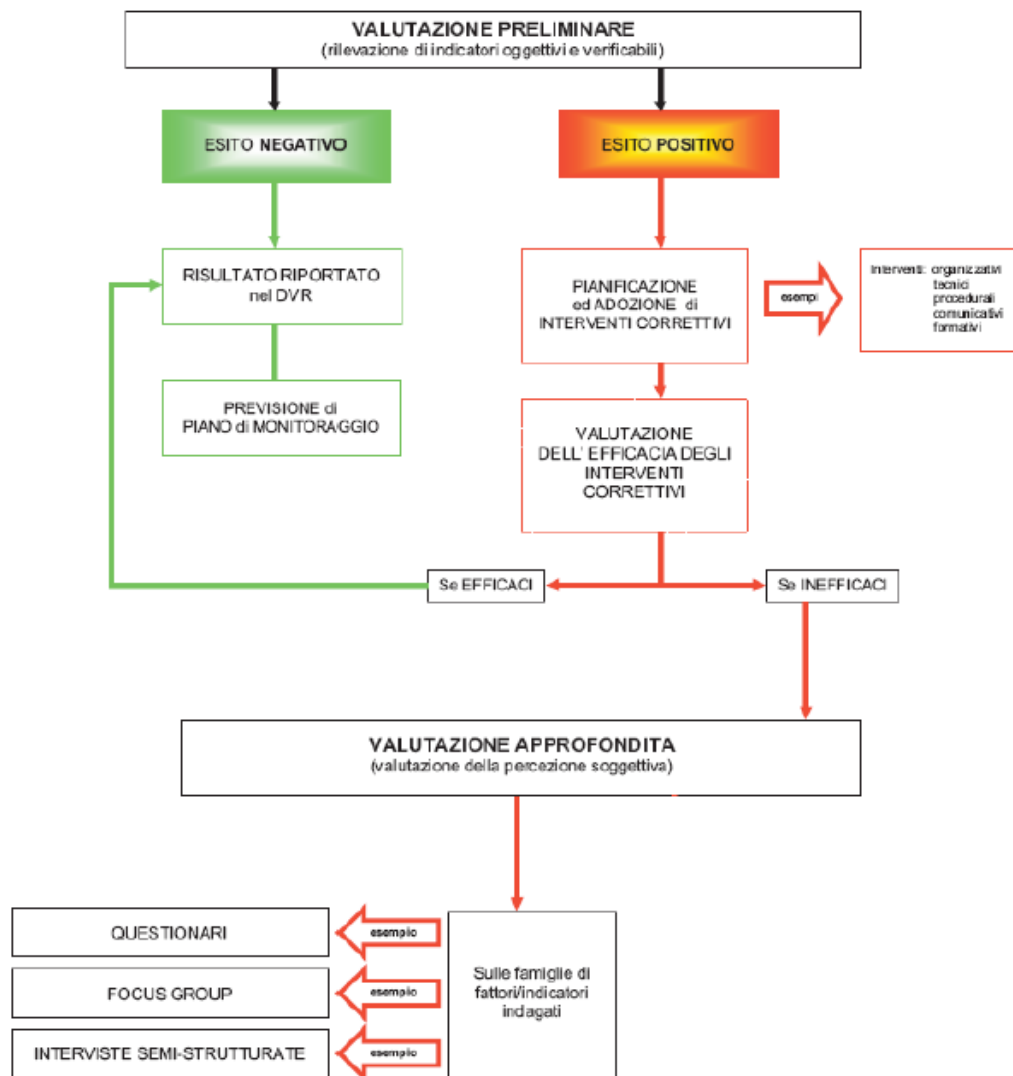 VALUTAZIONE PRELIMINARE
(rilevazione di indicatori oggettivi e verificabili)
ESITO NEGATIVO
ESITO POSITIVO
RISULTATO RIPORTATO
nel DVR
PIANIFICAZIONE
ed ADOZIONE di
INTERVENTI CORRETTIVI
esempi
Interventi: organizzativi
tecnici
procedurali
comunicativi
formativi
PREVISIONE di
PIANO di MONITORAGGIO
VALUTAZIONE
DELL' EFFICACIA DEGLI
INTERVENTI
CORRETTIVI
Se EFFICACI
Se INEFFICACI
VALUTAZIONE APPROFONDITA
(valutazione della percezione soggettiva)
QUESTIONARI
esempio
FOCUS GROUP
esempio
INTERVISTE SEMI-STRUTTURATE
esempio
Sulle famiglie di
fattori/indicatori
indagati